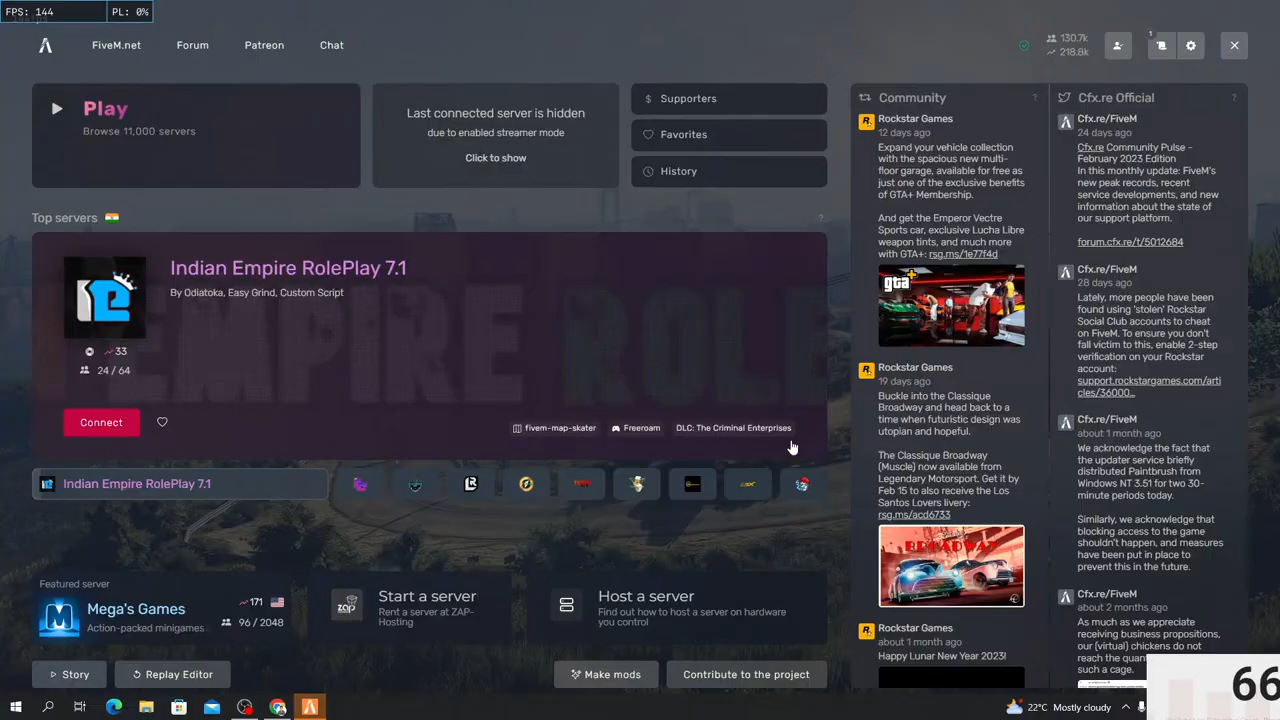 FPS: 144
PL: 0%
FiveM.net
Forum
Patreon
Chat
130.7k
218.8k
1
Play
Browse 11,000 servers
Last connected server is hidden
due to enabled streamer mode
Click to show
$ Supporters
Favorites
History
Top servers
?
Indian Empire RolePlay 7.1
By Qilatoka, Easy Grind, Custom Script
EMPIRE ROLE
33
24 / 64
Connect
fivem-map-skater
Freeroam
DLC: The Criminal Enterprises
Indian Empire RolePlay 7.1
Featured server
Mega's Games
Action-packed minigames
171
96 / 2048
ZAP
Start a server
Rent a server at ZAP-
Hosting
Host a server
Find out how to host a server on hardware
you control
Story
Replay Editor
Make mods
Contribute to the project
Community
?
Rockstar Games
12 days ago
Expand your vehicle collection
with the spacious new multi-
floor garage, available for free as
just one of the exclusive benefits
of GTA+ Membership.
And get the Emperor Vectre
Sports car, exclusive Lucha Libre
weapon tints, and much more
with GTA+: rsg.ms/1e77f4d
gta+
Rockstar Games
19 days ago
Buckle into the Classique
Broadway and head back to a
time when futuristic design was
utopian and hopeful.
The Classique Broadway
(Muscle) now available from
Legendary Motorsport. Get it by
Feb 15 to also receive the Los
Santos Lovers livery:
rsg.ms/acd6733
BROADWAY
Rockstar Games
about 1 month ago
Happy Lunar New Year 2023!
Cfx.re Official
?
Cfx.re/FiveM
24 days ago
Cfx.re Community Pulse -
February 2023 Edition
In this monthly update: FiveM's
new peak records, recent
service developments, and new
information about the state of
our support platform.
forum.cfx.re/t/5012684
Cfx.re/FiveM
28 days ago
Lately, more people have been
found using 'stolen' Rockstar
Social Club accounts to cheat
on FiveM. To ensure you don't
fall victim to this, enable 2-step
verification on your Rockstar
account:
support.rockstargames.com/arti
cles/36000...
Cfx.re/FiveM
about 1 month ago
We acknowledge the fact that
the updater service briefly
distributed Paintbrush from
Windows NT 3.51 for two 30-
minute periods today.
Similarly, we acknowledge that
blocking access to the game
shouldn't happen, and measures
have been put in place to
prevent this in the future.
Cfx.re/FiveM
about 2 months ago
As much as we appreciate
receiving business propositions,
our (virtual) chickens do not
reach the
such a cage.
66
22°C Mostly cloudy